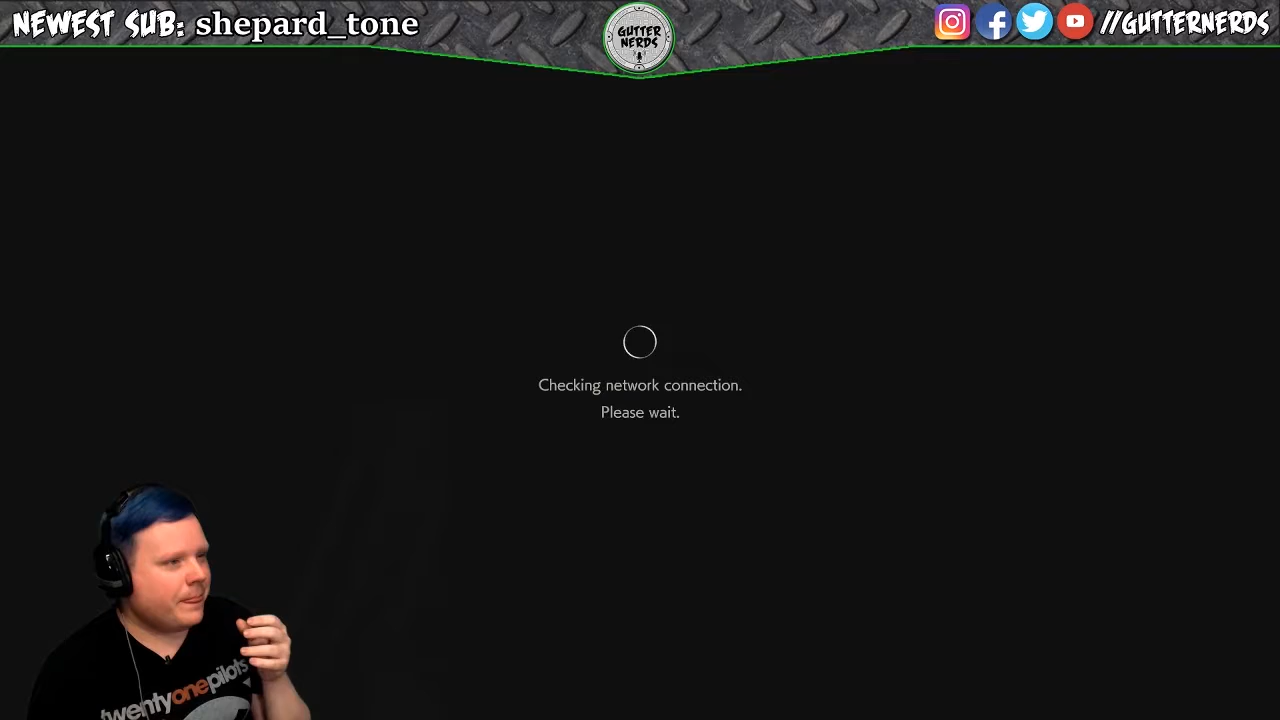 NEWEST SUB: shepard_tone
GUTTER
NERDS
//GUTTERNERDS
Checking network connection.
Please wait.
twentyonepilots